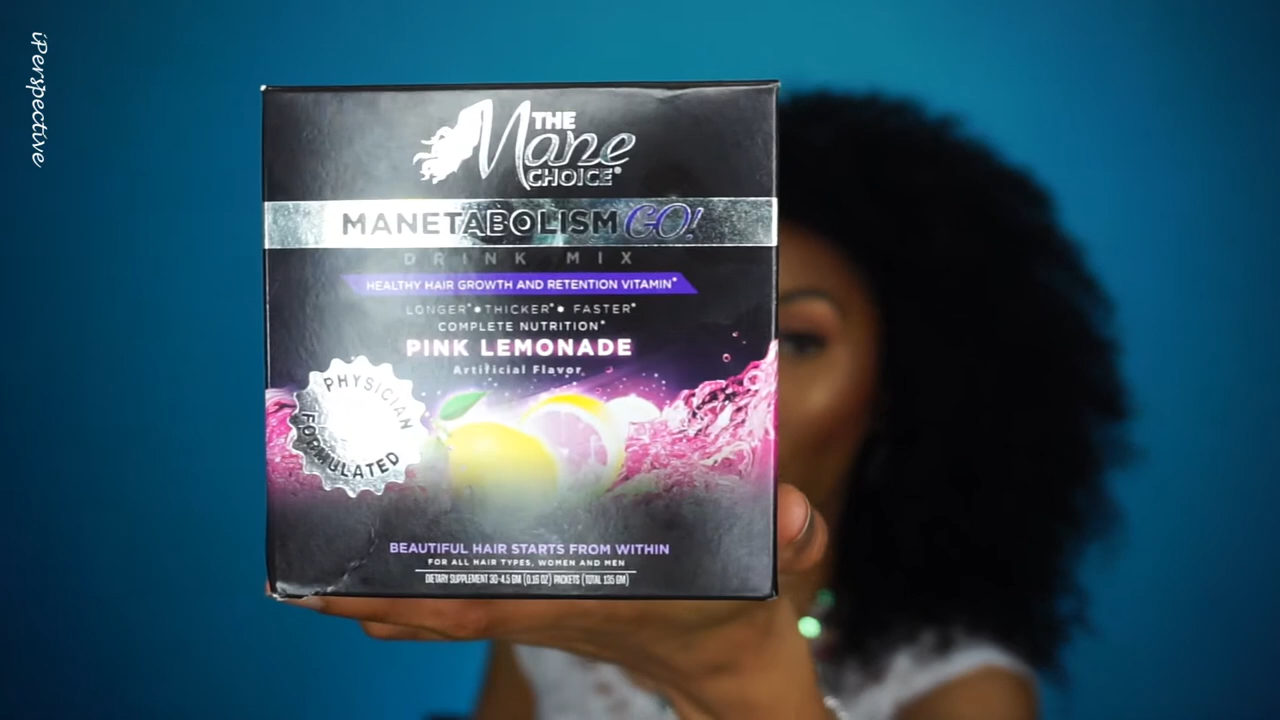 iPerspective
THE
Mane
CHOICE®
MANETABOLISM GO!
DRINK MIX
HEALTHY HAIR GROWTH AND RETENTION VITAMIN*
LONGER*•THICKER*• FASTER*
COMPLETE NUTRITION*
PINK LEMONADE
Artificial Flavor
PHYSICIAN
FORMULATED
BEAUTIFUL HAIR STARTS FROM WITHIN
FOR ALL HAIR TYPES, WOMEN AND MEN
DIETARY SUPPLEMENT 30-4.5 GM (0.16 OZ) PACKETS (TOTAL 135 GM)